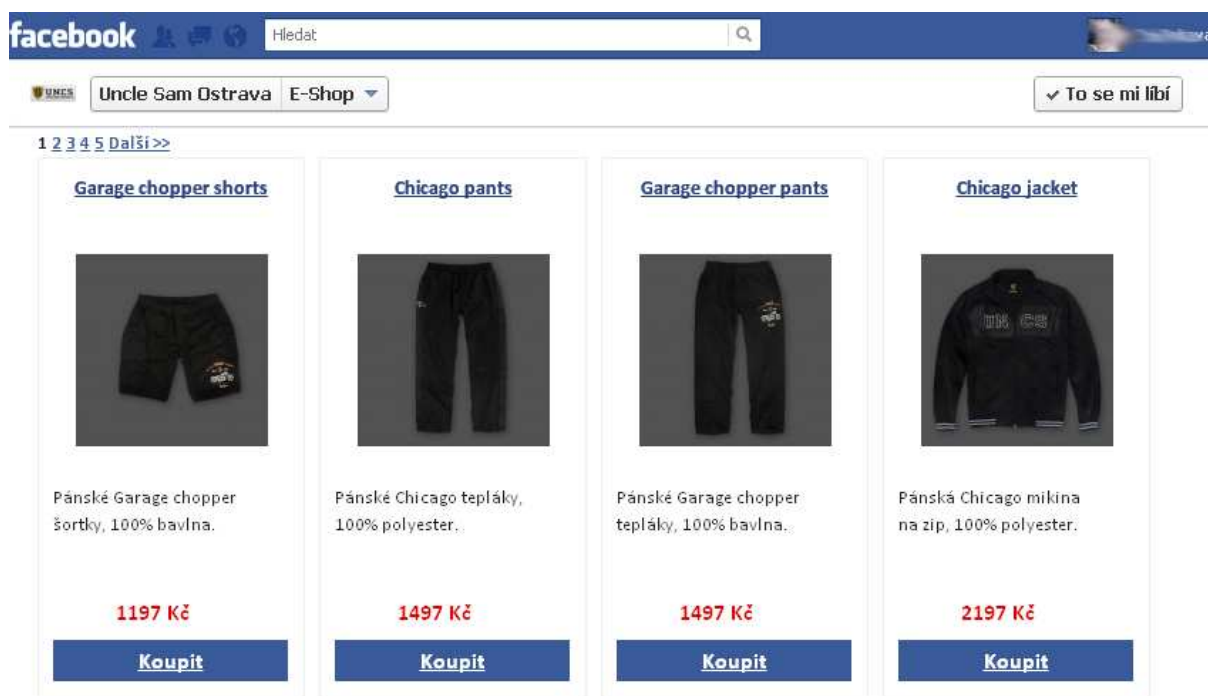 facebook Hledat
UNCS Uncle Sam Ostrava E-Shop To se mi líbí
1 2 3 4 5 Další >>
Garage chopper shorts
Chicago pants
Garage chopper pants
Chicago jacket
UN CS
Pánské Garage chopper
šortky, 100% bavlna.
Pánské Chicago tepláky,
100% polyester.
Pánské Garage chopper
tepláky, 100% bavlna.
Pánská Chicago mikina
na zip, 100% polyester.
1197 Kč
1497 Kč
1497 Kč
2197 Kč
Koupit
Koupit
Koupit
Koupit